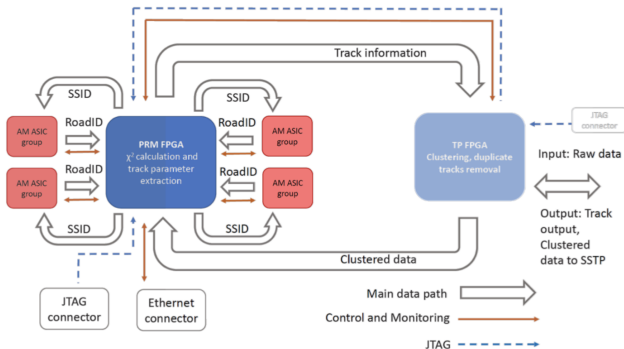 Track information
SSID
SSID
RoadID
RoadID
AM ASIC
group
PRM FPGA
χ² calculation and
track parameter
extraction
AM ASIC
group
RoadID
RoadID
AM ASIC
group
AM ASIC
group
SSID
SSID
TP FPGA
Clustering, duplicate
tracks removal
JTAG
connector
Input: Raw data
Output: Track
output,
Clustered
data to SSTP
Clustered data
JTAG
connector
Ethernet
connector
Main data path
Control and Monitoring
JTAG